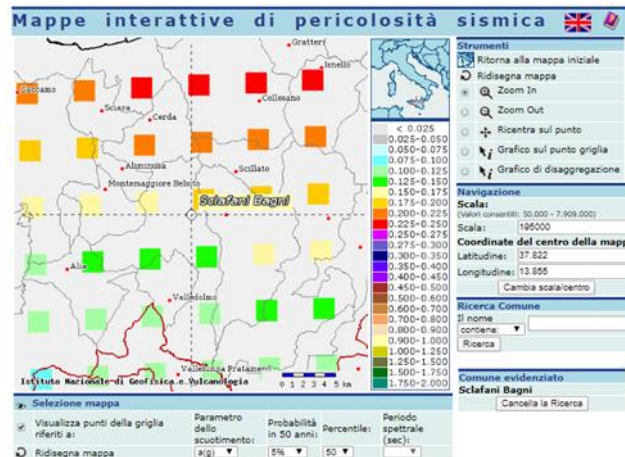 Mappe interattive di pericolosità sismica
Gratteri
Isnello
Caccamo
Sciara
Cerda
Collesano
Alimimusa
Scillato
Montemaggiore Belsito
Sclafani Bagni
Alia
Valledolmo
Vallelunga Pratameno
Istituto Nazionale di Geofisica e Vulcanologia
0 1 2 3 4 5 km
< 0.025
0.025-0.050
0.050-0.075
0.075-0.100
0.100-0.125
0.125-0.150
0.150-0.175
0.175-0.200
0.200-0.225
0.225-0.250
0.250-0.275
0.275-0.300
0.300-0.350
0.350-0.400
0.400-0.450
0.450-0.500
0.500-0.600
0.600-0.700
0.700-0.800
0.800-0.900
0.900-1.000
1.000-1.250
1.250-1.500
1.500-1.750
1.750-2.000
Strumenti
Ritorna alla mappa iniziale
Ridisegna mappa
Zoom In
Zoom Out
Ricentra sul punto
Grafico sul punto griglia
Grafico di disaggregazione
Navigazione
Scala:
(Valori consentiti: 50.000 - 7.909.000)
Scala: 195000
Coordinate del centro della mappa
Latitudine: 37.822
Longitudine: 13.855
Cambia scala/centro
Ricerca Comune
Il nome
contiene:
Ricerca
Comune evidenziato
Sclafani Bagni
Cancella la Ricerca
Selezione mappa
Visualizza punti della griglia riferiti a:
Parametro dello scuotimento:
Probabilità in 50 anni:
Percentile:
Periodo spettrale (sec):
Ridisegna mappa
a(g)
5%
50